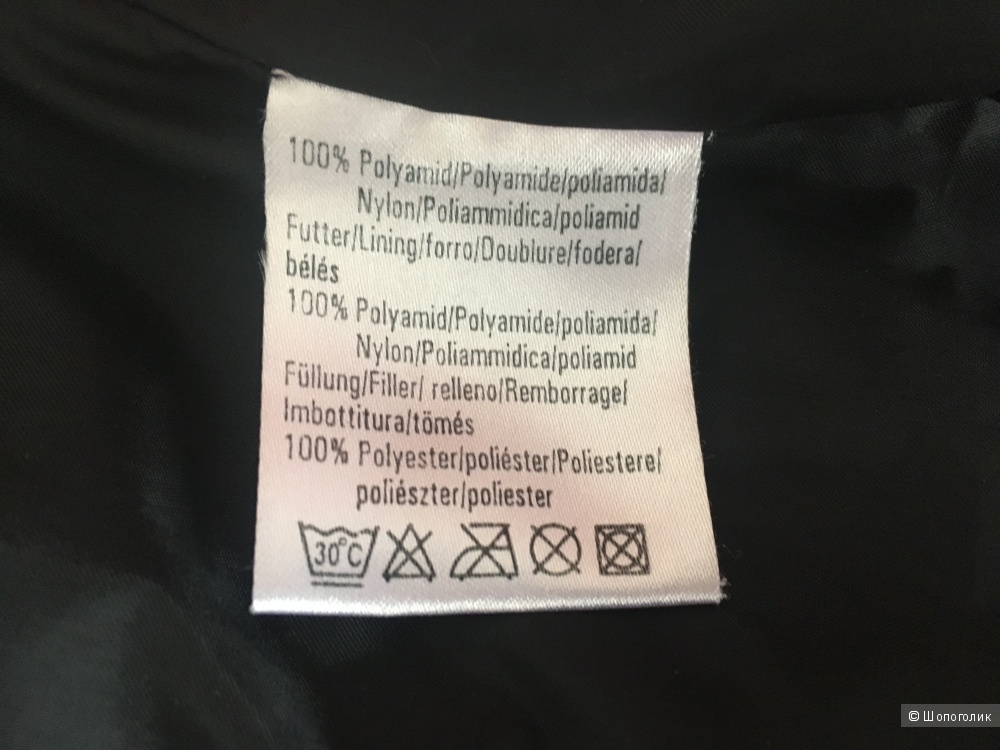 100% Polyamid/Polyamide/poliamida/
Nylon/Poliammidica/poliamid
Futter/Lining/forro/Doublure/fodera/
bélés
100% Polyamid/Polyamide/poliamida/
Nylon/Poliammidica/poliamid
Füllung/Filler/ relleno/Remborrage/
Imbottitura/tömés
100% Polyester/poliéster/Poliestere/
poliészter/poliester
30°C
© Шопоголик